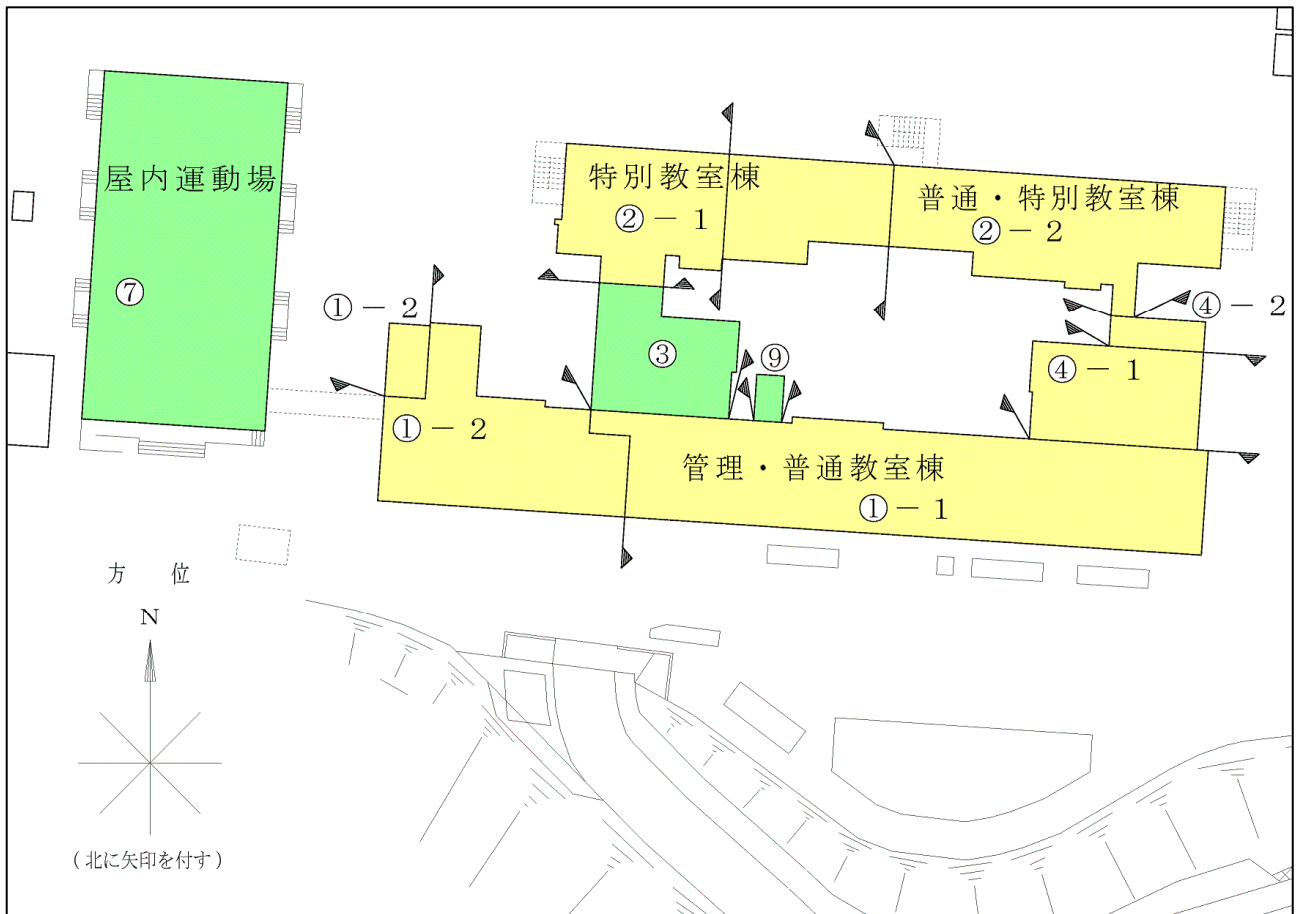 屋内運動場
⑦
特別教室棟
②－１
普通・特別教室棟
②－２
①－２
③
⑨
④－２
④－１
①－２
管理・普通教室棟
①－１
方　位
N
(北に矢印を付す)